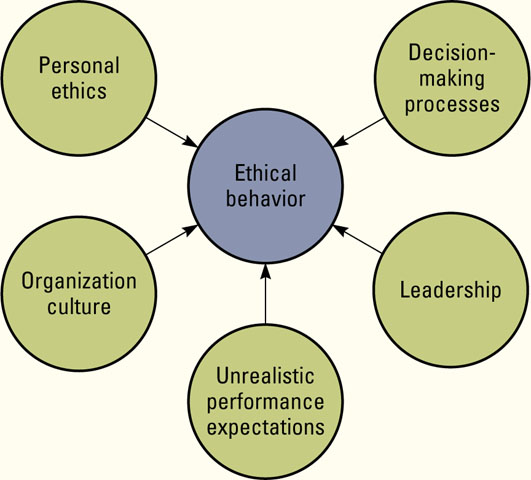 Personal
ethics
Decision-
making
processes
Ethical
behavior
Organization
culture
Leadership
Unrealistic
performance
expectations